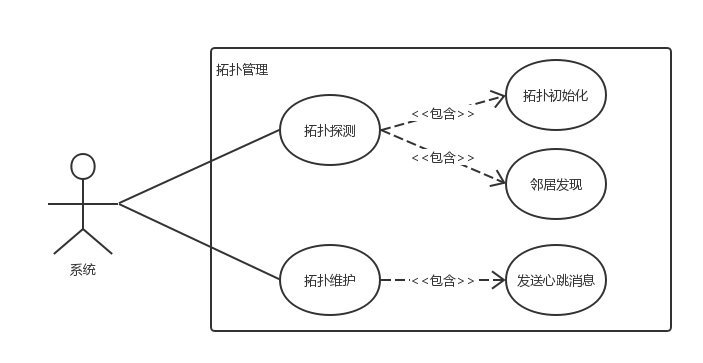 拓扑管理
拓扑初始化
<<包含>>
拓扑探测
<<包含>>
邻居发现
系统
拓扑维护
<<包含>>
发送心跳消息